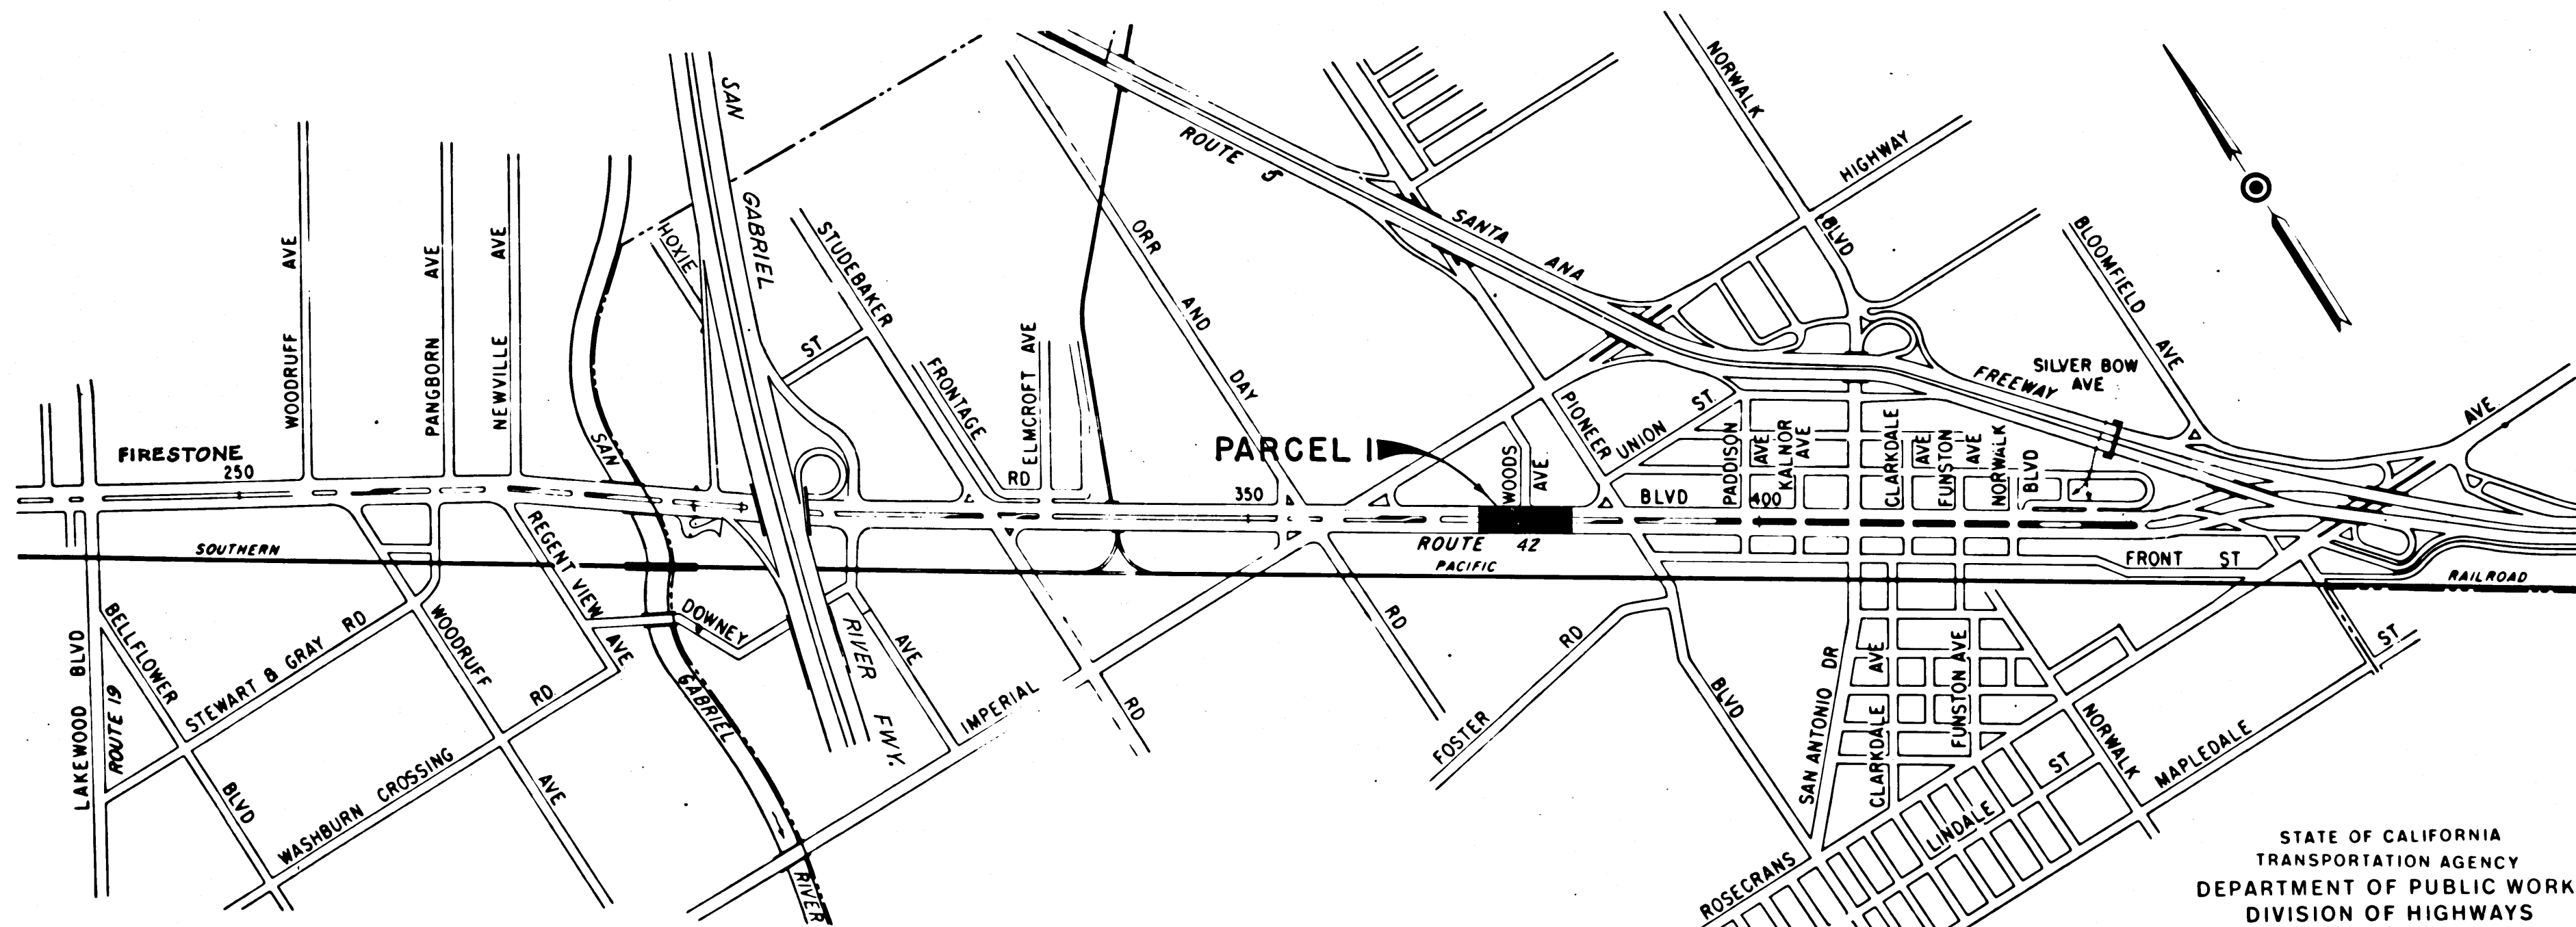 SAN
GABRIEL
RIVER
FWY.
NORWALK
BLVD
HIGHWAY
ROUTE 5
SANTA
ANA
FREEWAY
SILVER BOW
AVE
BLOOMFIELD
AVE
AVE
WOODRUFF AVE
PANGBORN AVE
NEWVILLE AVE
HOXIE
STUDEBAKER
ST
FRONTAGE
RD
ELMCROFT AVE
ORR
AND
DAY
RD
PARCEL 1
WOODS
AVE
PIONEER
UNION ST
PADDISON
AVE
KALNOR
AVE
CLARKDALE
AVE
FUNSTON
AVE
NORWALK
BLVD
FIRESTONE
250
350
BLVD
400
ROUTE 42
FRONT ST
SOUTHERN
PACIFIC
RAILROAD
SAN
GABRIEL
RIVER
LAKEWOOD BLVD
ROUTE 19
BELLFLOWER
BLVD
STEWART & GRAY RD
WOODRUFF
AVE
REGENT VIEW
AVE
DOWNEY
AVE
WASHBURN CROSSING
RD
IMPERIAL
RD
FOSTER
RD
BLVD
SAN ANTONIO DR
CLARKDALE AVE
CLARKDALE
FUNSTON AVE
NORWALK
MAPLEDALE
ST
LINDALE
ST
ROSECRANS
STATE OF CALIFORNIA
TRANSPORTATION AGENCY
DEPARTMENT OF PUBLIC WORK
DIVISION OF HIGHWAYS